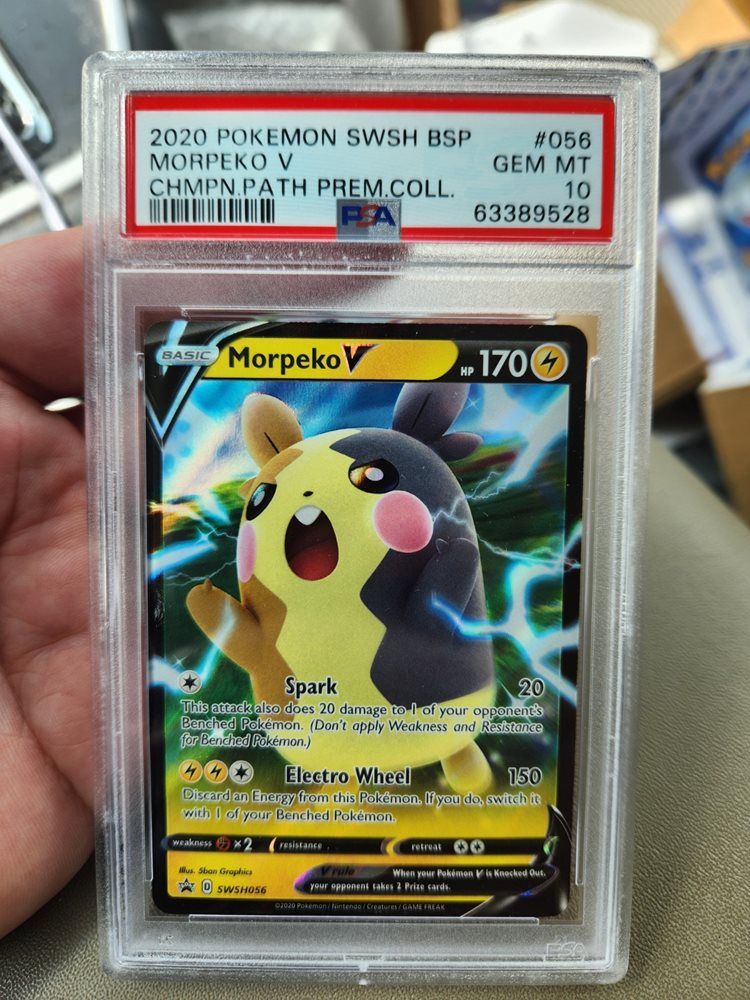 2020 POKEMON SWSH BSP #056
MORPEKO V GEM MT
CHMPN.PATH PREM.COLL. 10
PSA 63389528
BASIC Morpeko V HP 170
Spark 20
This attack also does 20 damage to 1 of your opponent's
Benched Pokémon. (Don't apply Weakness and Resistance
for Benched Pokémon.)
Electro Wheel 150
Discard an Energy from this Pokémon. If you do, switch it
with 1 of your Benched Pokémon.
weakness ×2 resistance retreat
Illus. 5ban Graphics
V rule When your Pokémon V is Knocked Out,
your opponent takes 2 Prize cards.
D SWSH056
©2020 Pokémon / Nintendo / Creatures / GAME FREAK